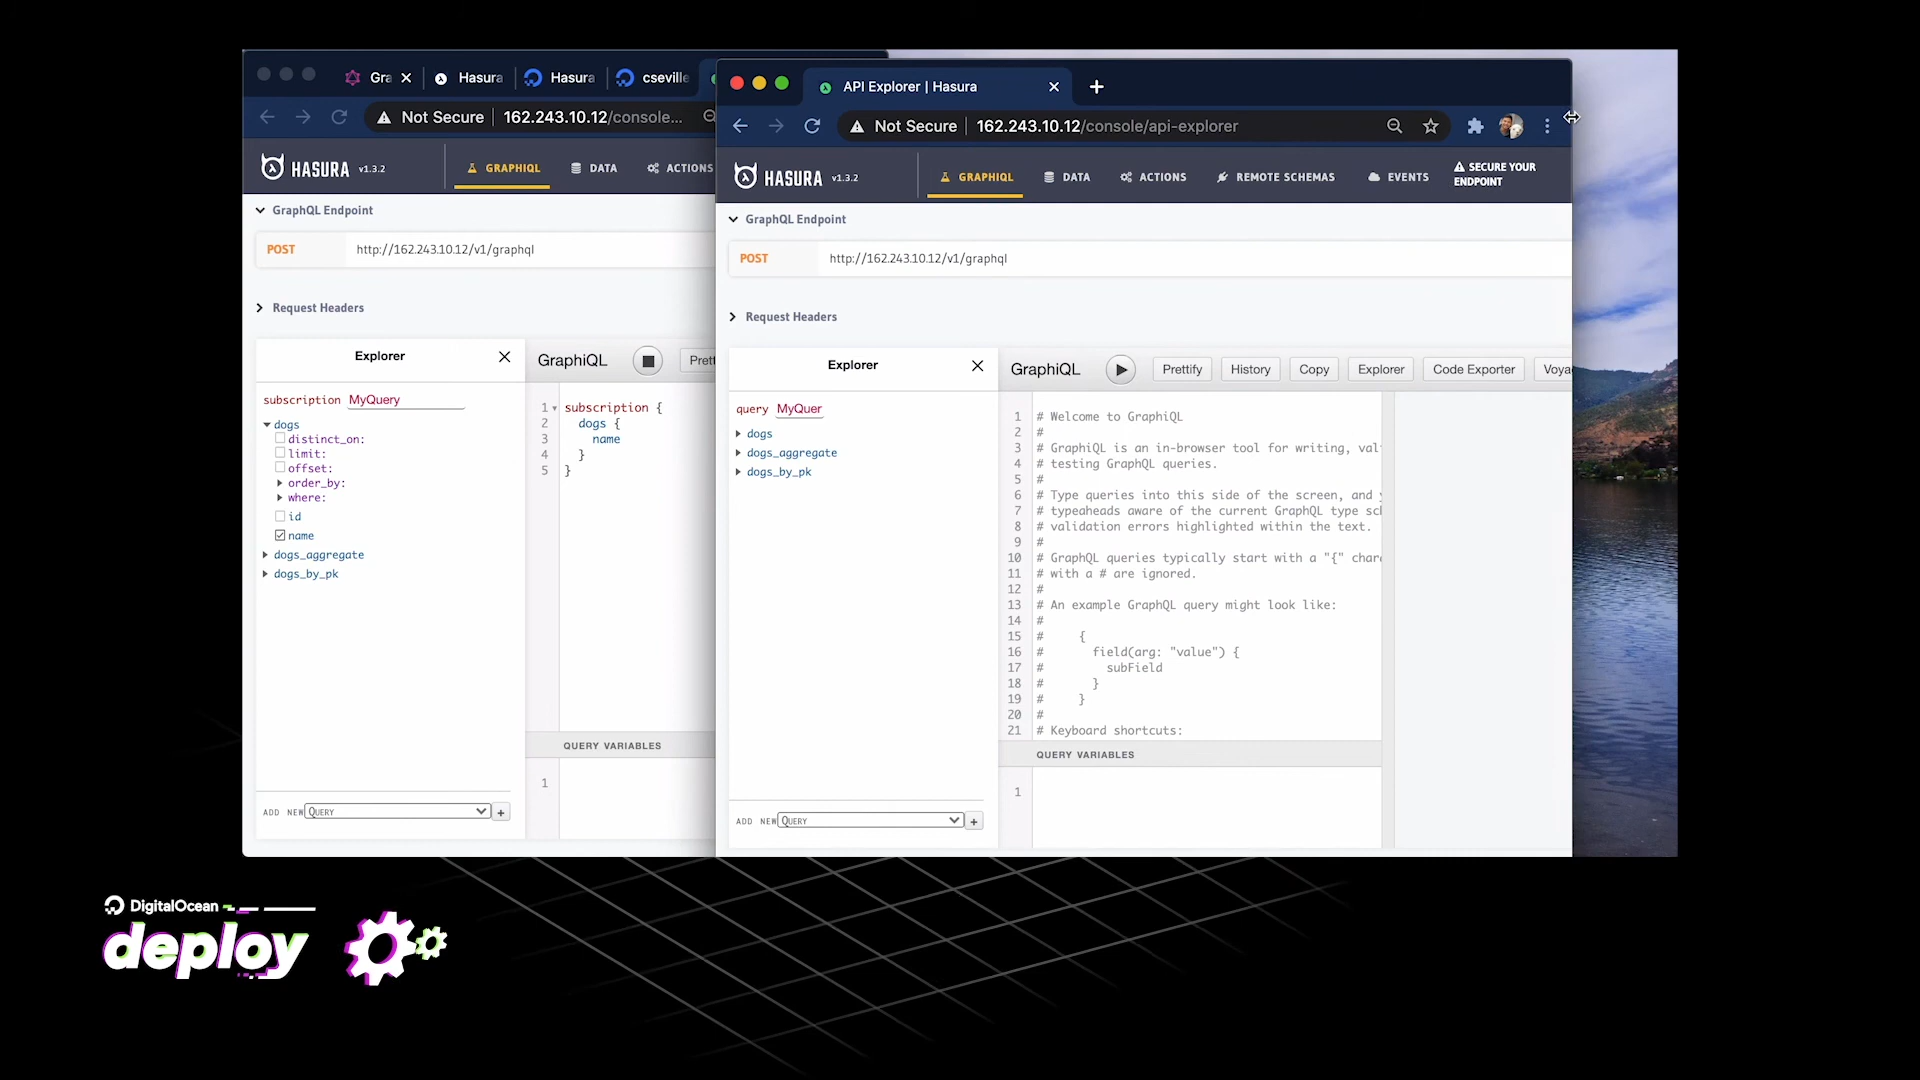 Gra
Hasura
Hasura
cseville
Not Secure
162.243.10.12/console...
HASURA v1.3.2
GRAPHIQL
DATA
ACTIONS
GraphQL Endpoint
POST
http://162.243.10.12/v1/graphql
Request Headers
Explorer
GraphiQL
Prett
subscription MyQuery
dogs
distinct_on:
limit:
offset:
order_by:
where:
id
name
dogs_aggregate
dogs_by_pk
1 subscription {
2 dogs {
3 name
4 }
5 }
QUERY VARIABLES
1
ADD NEW QUERY +
API Explorer | Hasura
Not Secure
162.243.10.12/console/api-explorer
HASURA v1.3.2
GRAPHIQL
DATA
ACTIONS
REMOTE SCHEMAS
EVENTS
SECURE YOUR
ENDPOINT
GraphQL Endpoint
POST
http://162.243.10.12/v1/graphql
Request Headers
Explorer
GraphiQL
Prettify
History
Copy
Explorer
Code Exporter
Voya
query MyQuer
dogs
dogs_aggregate
dogs_by_pk
1 # Welcome to GraphiQL
2 #
3 # GraphiQL is an in-browser tool for writing, val
4 # testing GraphQL queries.
5 #
6 # Type queries into this side of the screen, and
7 # typeaheads aware of the current GraphQL type sc
8 # validation errors highlighted within the text.
9 #
10 # GraphQL queries typically start with a "{" char
11 # with a # are ignored.
12 #
13 # An example GraphQL query might look like:
14 #
15 # {
16 # field(arg: "value") {
17 # subField
18 # }
19 # }
20 #
21 # Keyboard shortcuts:
QUERY VARIABLES
1
ADD NEW QUERY +
DigitalOcean
deploy